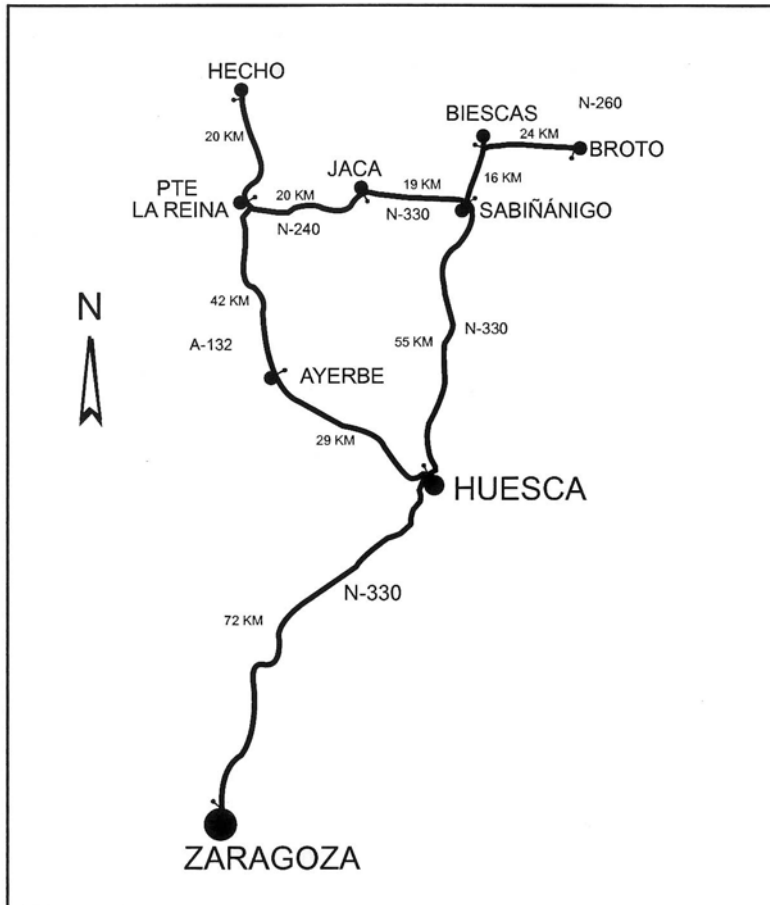 HECHO
N-260
BIESCAS
20 KM
24 KM
BROTO
JACA
PTE
LA REINA
20 KM
19 KM
16 KM
SABIÑÁNIGO
N-240
N-330
42 KM
N
A-132
55 KM
N-330
AYERBE
29 KM
HUESCA
N-330
72 KM
ZARAGOZA